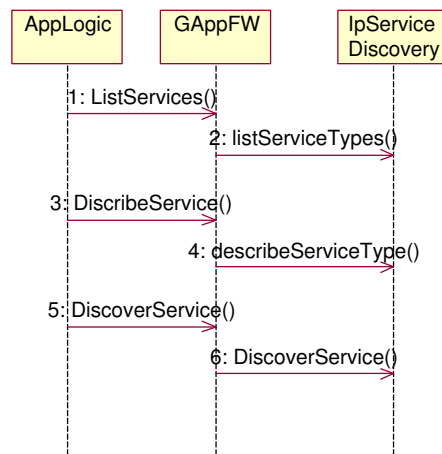 AppLogic
GAppFW
IpService
Discovery
1: ListServices()
2: listServiceTypes()
3: DiscribeService()
4: describeServiceType()
5: DiscoverService()
6: DiscoverService()